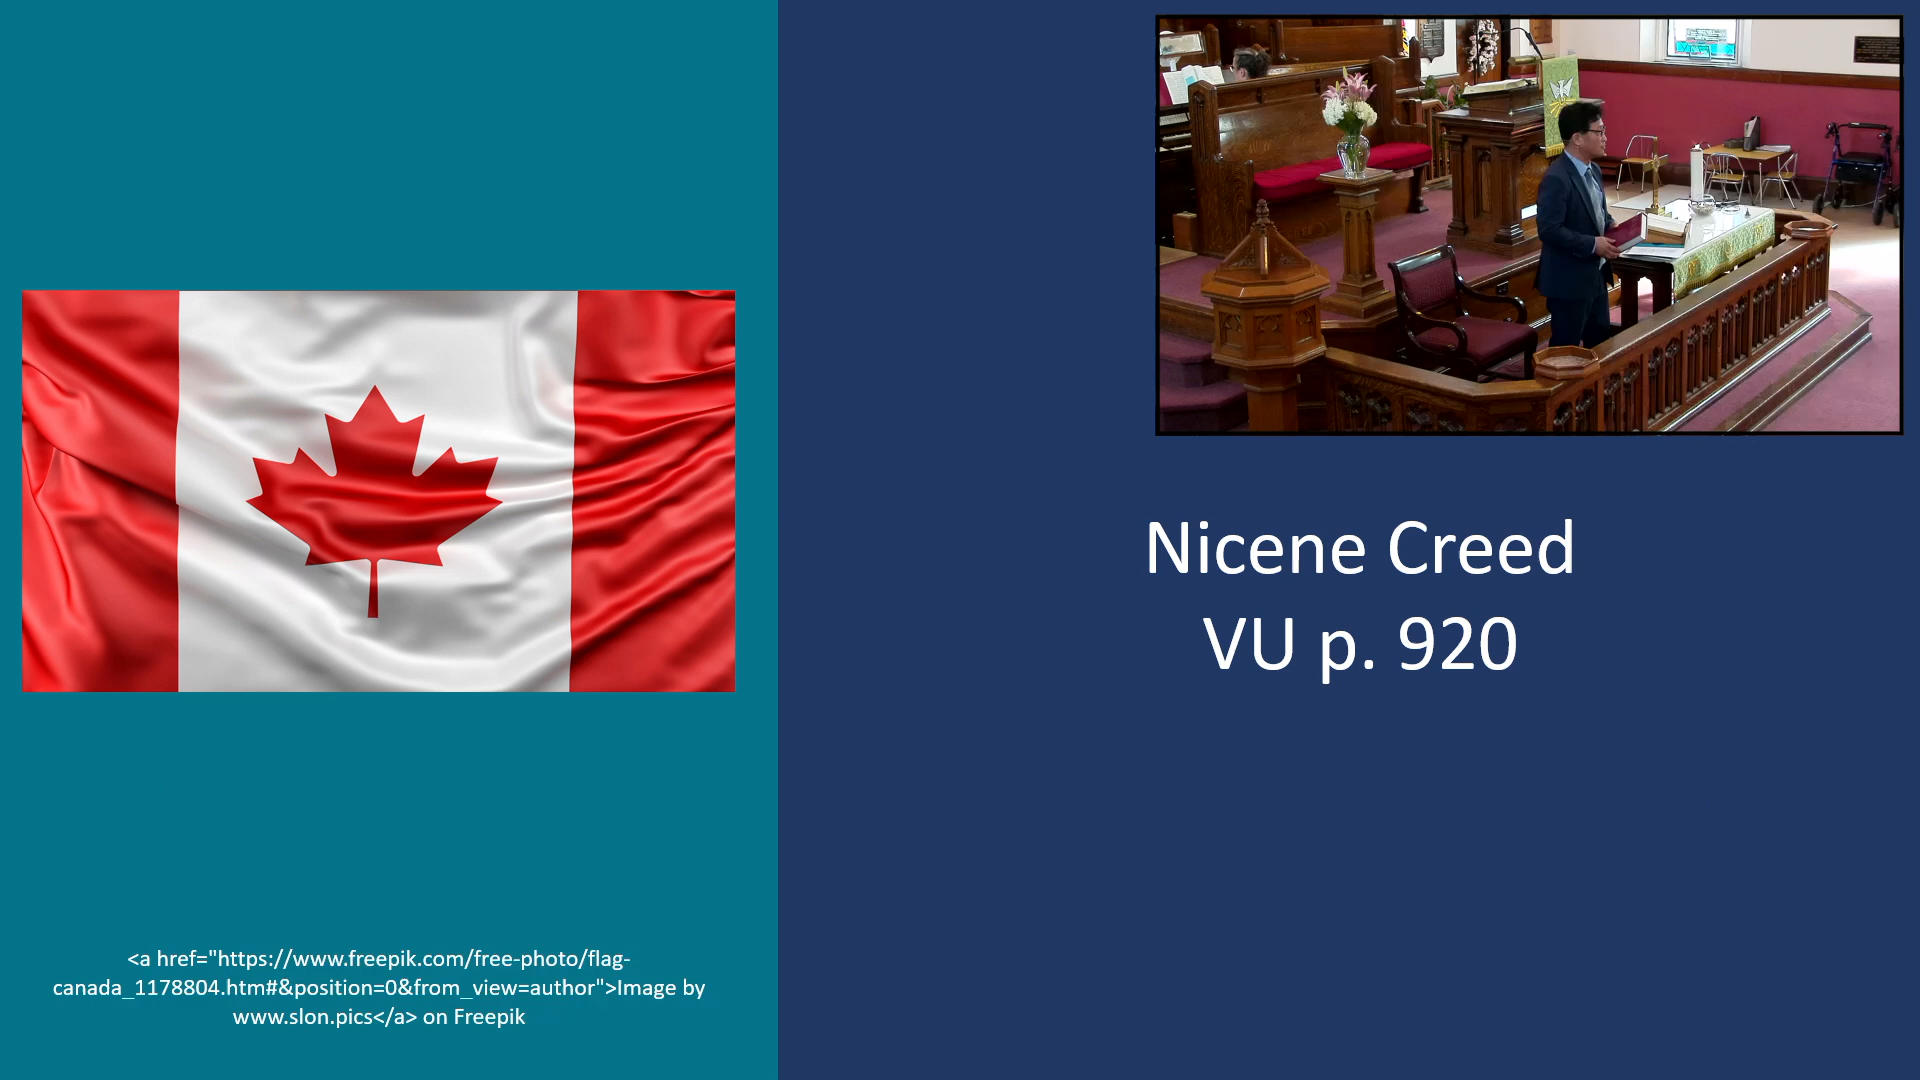 Nicene Creed
VU p. 920
<a href="https://www.freepik.com/free-photo/flag-
canada_1178804.htm#&position=0&from_view=author">Image by
www.slon.pics</a> on Freepik